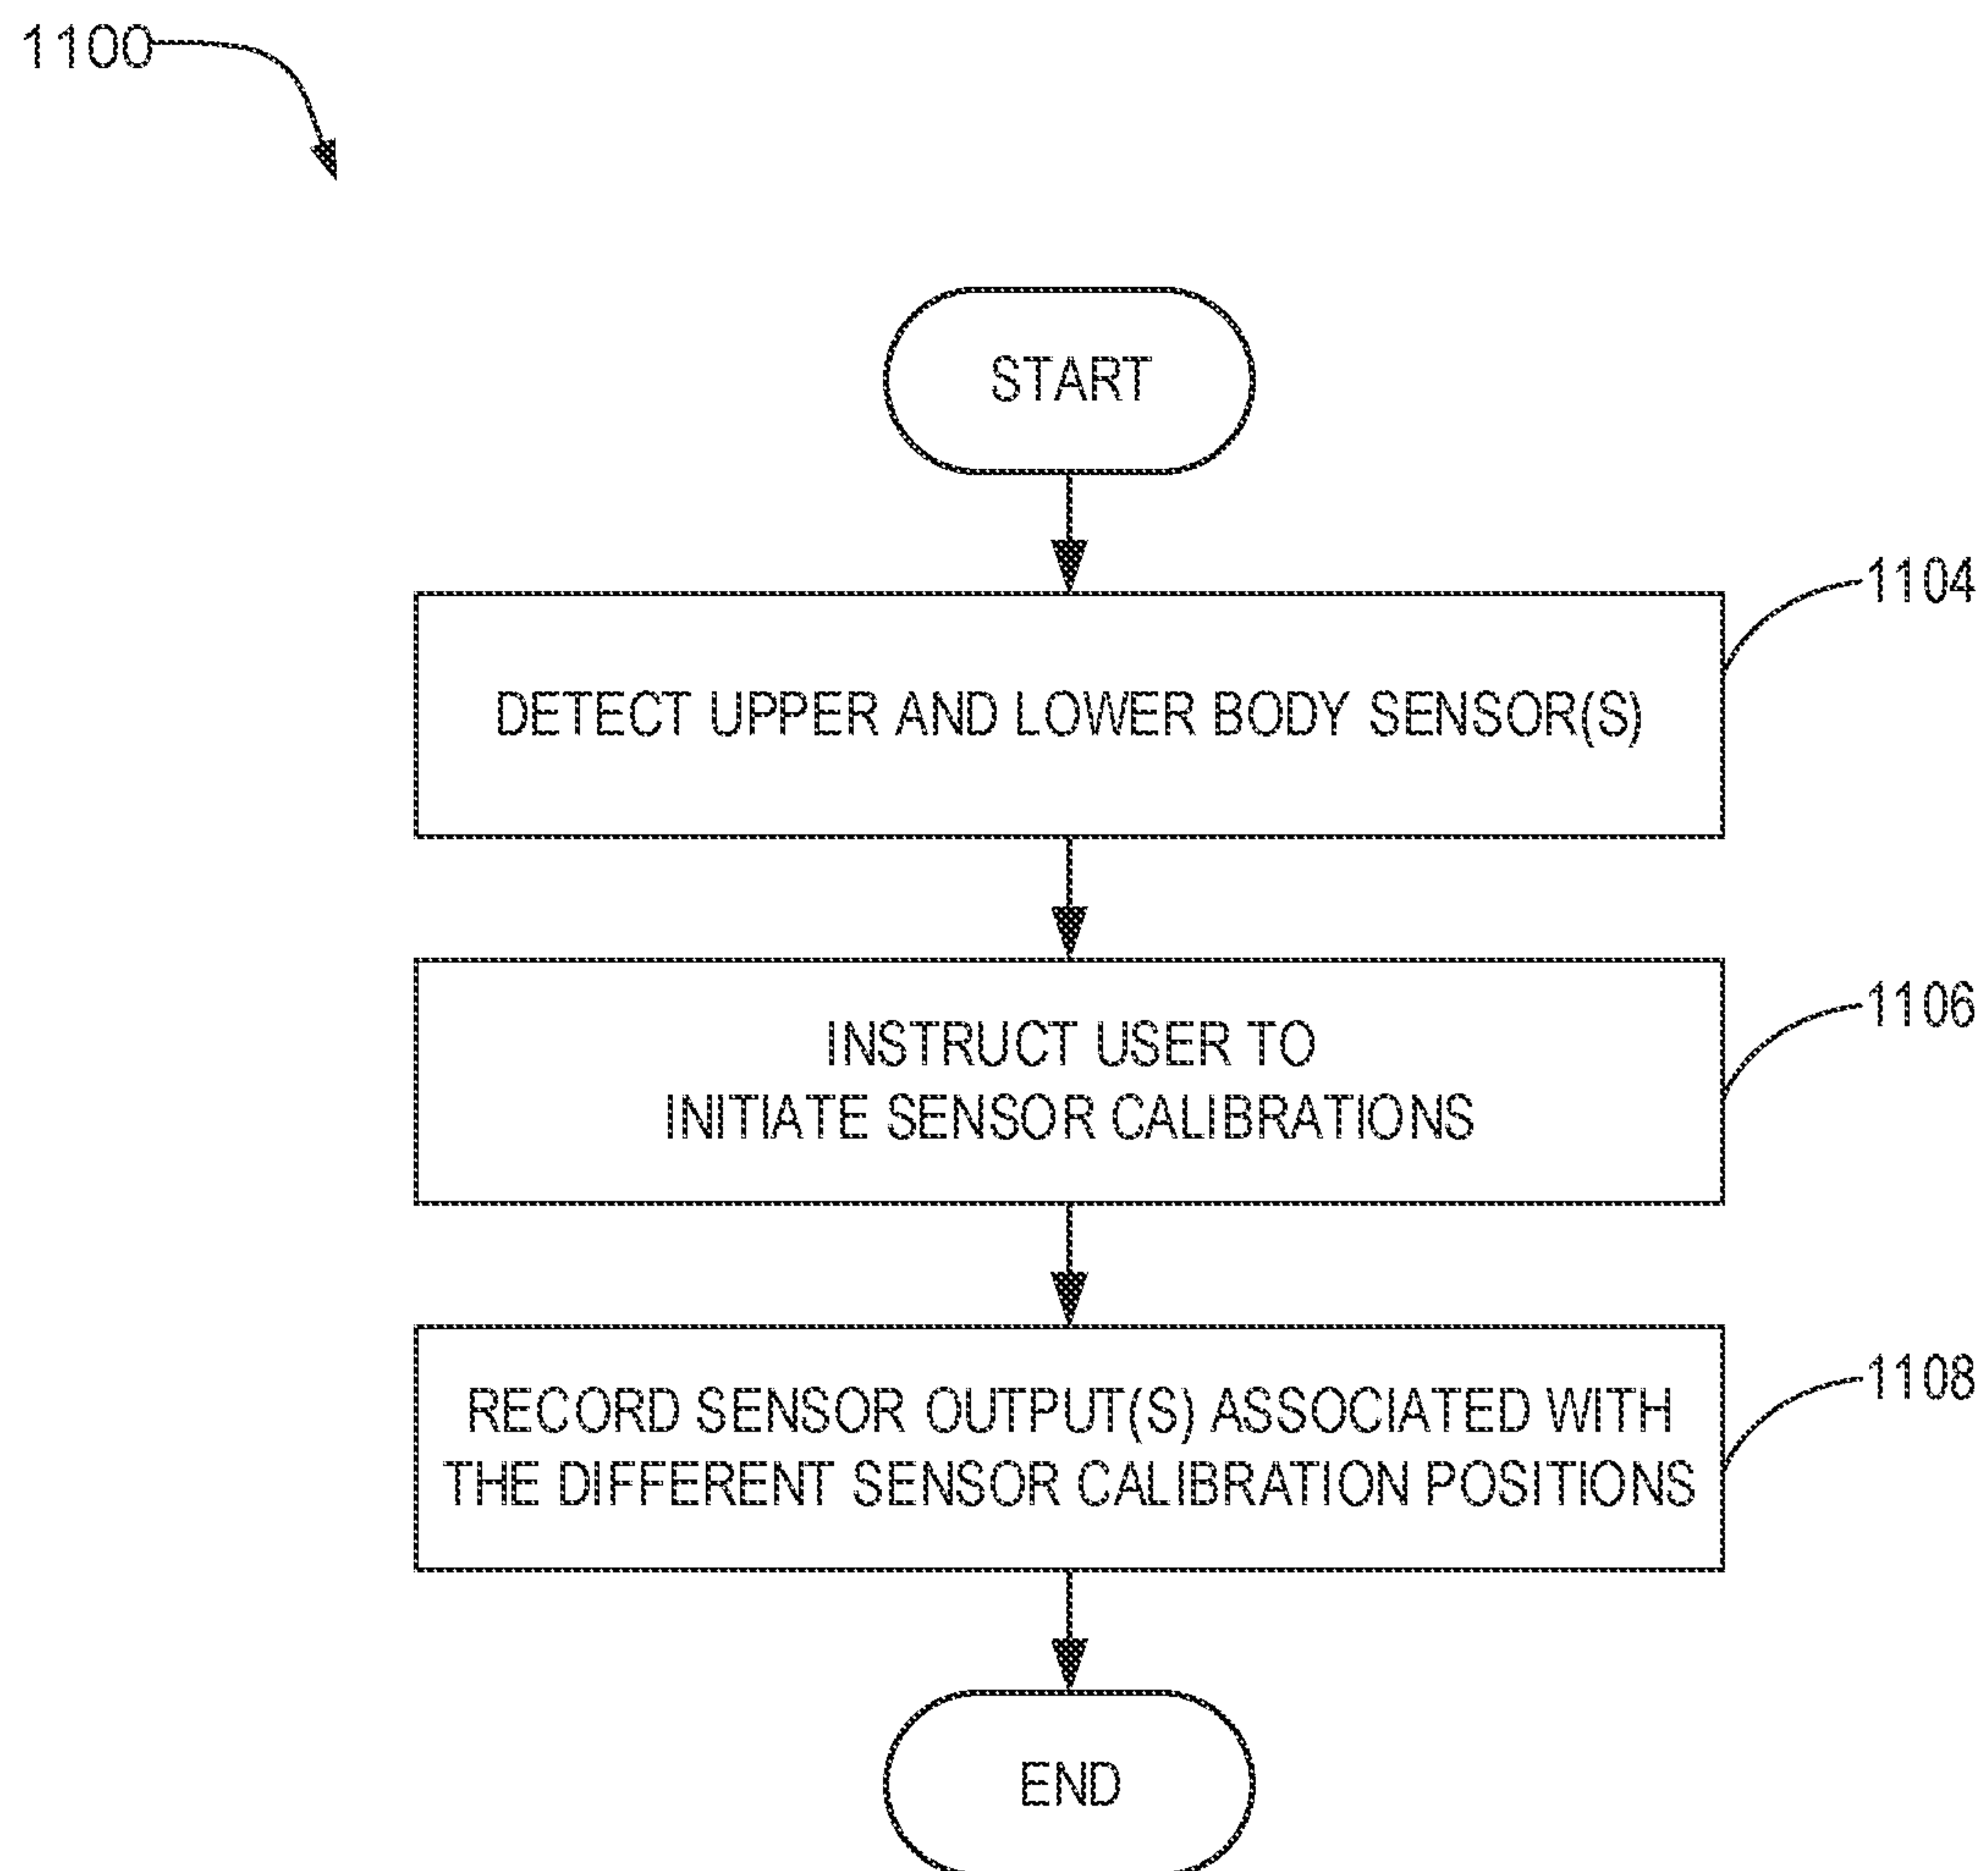 1100
START
1104
DETECT UPPER AND LOWER BODY SENSOR(S)
1106
INSTRUCT USER TO
INITIATE SENSOR CALIBRATIONS
1108
RECORD SENSOR OUTPUT(S) ASSOCIATED WITH
THE DIFFERENT SENSOR CALIBRATION POSITIONS
END